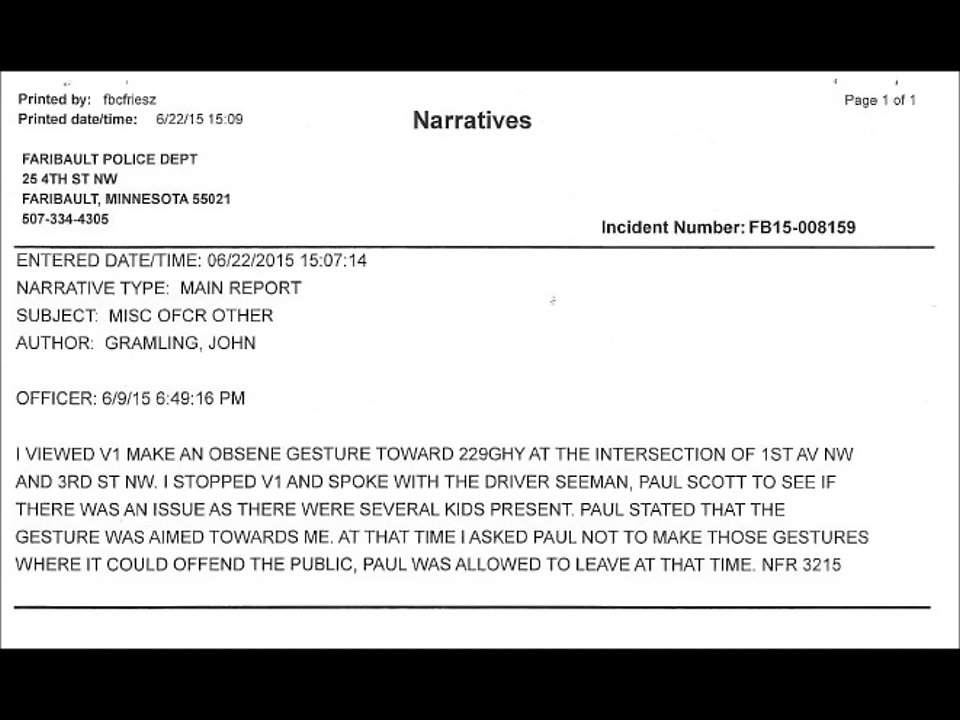 Printed by: fbcfriesz
Page 1 of 1
Printed date/time: 6/22/15 15:09
Narratives
FARIBAULT POLICE DEPT
25 4TH ST NW
FARIBAULT, MINNESOTA 55021
507-334-4305
Incident Number: FB15-008159
ENTERED DATE/TIME: 06/22/2015 15:07:14
NARRATIVE TYPE: MAIN REPORT
SUBJECT: MISC OFCR OTHER
AUTHOR: GRAMLING, JOHN
OFFICER: 6/9/15 6:49:16 PM
I VIEWED V1 MAKE AN OBSENE GESTURE TOWARD 229GHY AT THE INTERSECTION OF 1ST AV NW
AND 3RD ST NW. I STOPPED V1 AND SPOKE WITH THE DRIVER SEEMAN, PAUL SCOTT TO SEE IF
THERE WAS AN ISSUE AS THERE WERE SEVERAL KIDS PRESENT. PAUL STATED THAT THE
GESTURE WAS AIMED TOWARDS ME. AT THAT TIME I ASKED PAUL NOT TO MAKE THOSE GESTURES
WHERE IT COULD OFFEND THE PUBLIC, PAUL WAS ALLOWED TO LEAVE AT THAT TIME. NFR 3215